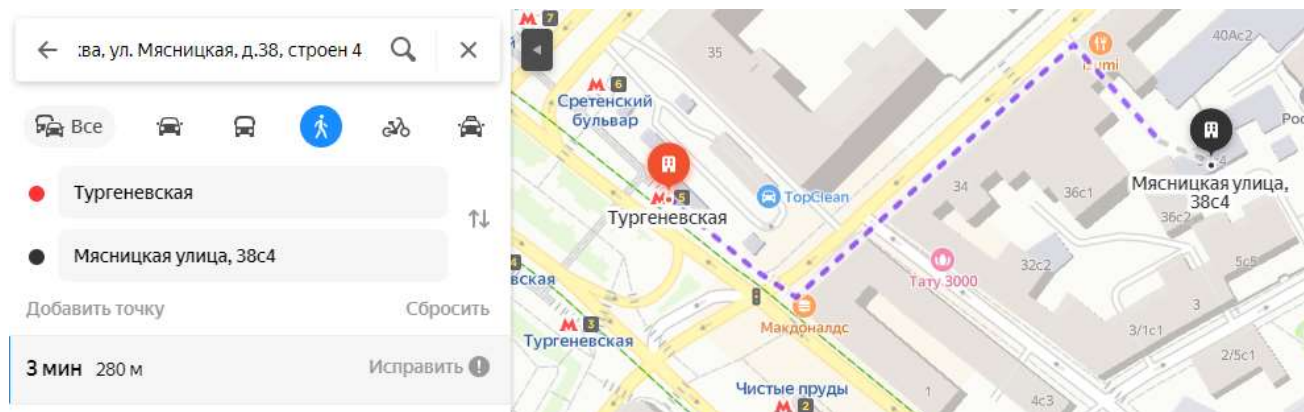 :ва, ул. Мясницкая, д.38, строен 4
Все
Тургеневская
Мясницкая улица, 38с4
Добавить точку
Сбросить
3 мин 280 м
Исправить
М 7
35
М 6
Сретенский
бульвар
М 5
Тургеневская
TopClean
40Ас2
Мясницкая улица,
38с4
34
36с1
36с2
Тату 3000
32с2
5с5
вская
М 3
Тургеневская
Макдоналдс
3
3/1с1
2/5с1
Чистые пруды
М 2
1
4с3